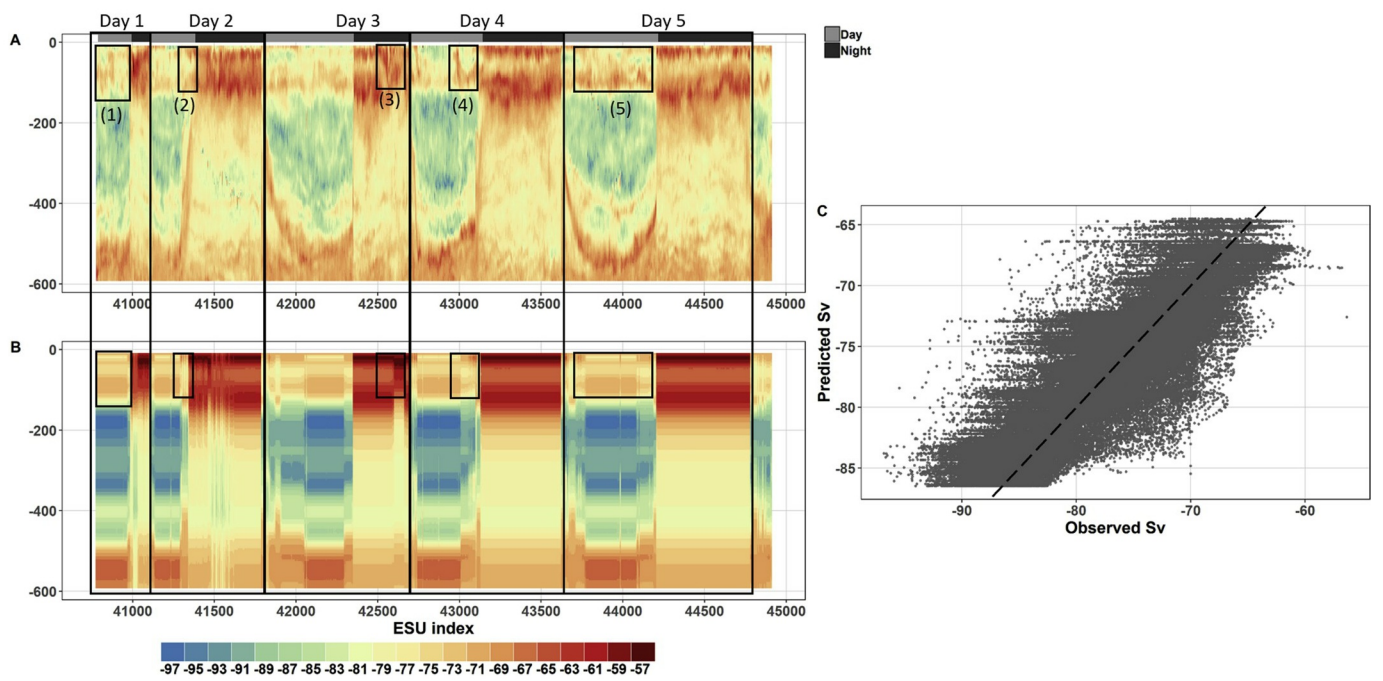 Day 1 Day 2 Day 3 Day 4 Day 5
Day
Night
A
0
-200
-400
-600
(1) (2) (3) (4) (5)
41000 41500 42000 42500 43000 43500 44000 44500 45000
B
0
-200
-400
-600
41000 41500 42000 42500 43000 43500 44000 44500 45000
ESU index
-97 -95 -93 -91 -89 -87 -85 -83 -81 -79 -77 -75 -73 -71 -69 -67 -65 -63 -61 -59 -57
C
Predicted Sv
-65
-70
-75
-80
-85
-90 -80 -70 -60
Observed Sv